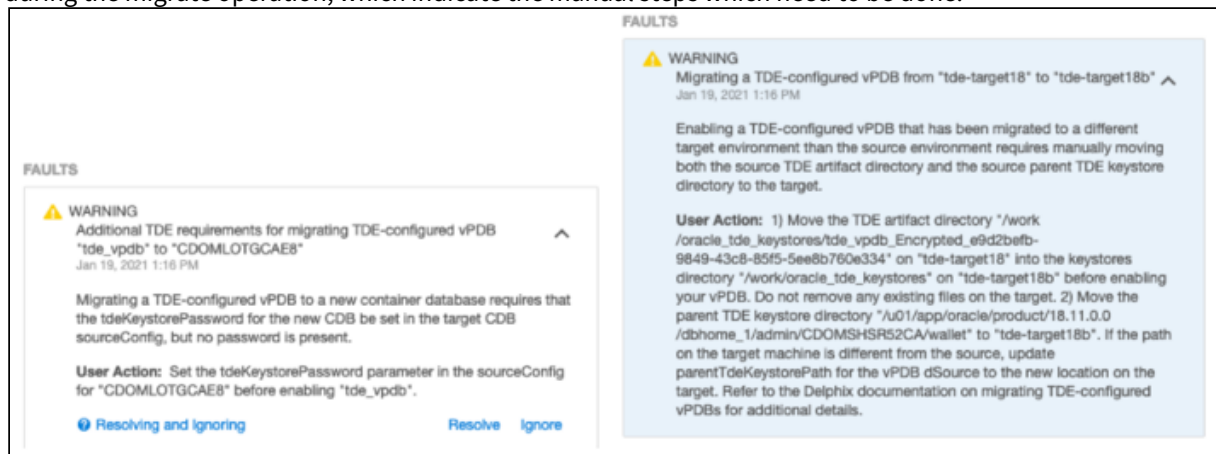 during the migrate operation, which indicate the manual steps which need to be done.
FAULTS
WARNING
Additional TDE requirements for migrating TDE-configured vPDB
"tde_vpdb" to "CDOMLOTGCAE8"
Jan 19, 2021 1:16 PM
Migrating a TDE-configured vPDB to a new container database requires that
the tdeKeystorePassword for the new CDB be set in the target CDB
sourceConfig, but no password is present.
User Action: Set the tdeKeystorePassword parameter in the sourceConfig
for "CDOMLOTGCAE8" before enabling "tde_vpdb".
Resolving and Ignoring
Resolve Ignore
FAULTS
WARNING
Migrating a TDE-configured vPDB from "tde-target18" to "tde-target18b"
Jan 19, 2021 1:16 PM
Enabling a TDE-configured vPDB that has been migrated to a different
target environment than the source environment requires manually moving
both the source TDE artifact directory and the source parent TDE keystore
directory to the target.
User Action: 1) Move the TDE artifact directory "/work
/oracle_tde_keystores/tde_vpdb_Encrypted_e9d2befb-
9849-43c8-85f5-5ee8b760e334" on "tde-target18" into the keystores
directory "/work/oracle_tde_keystores" on "tde-target18b" before enabling
your vPDB. Do not remove any existing files on the target. 2) Move the
parent TDE keystore directory "/u01/app/oracle/product/18.11.0.0
/dbhome_1/admin/CDOMSHSR52CA/wallet" to "tde-target18b". If the path
on the target machine is different from the source, update
parentTdeKeystorePath for the vPDB dSource to the new location on the
target. Refer to the Delphix documentation on migrating TDE-configured
vPDBs for additional details.